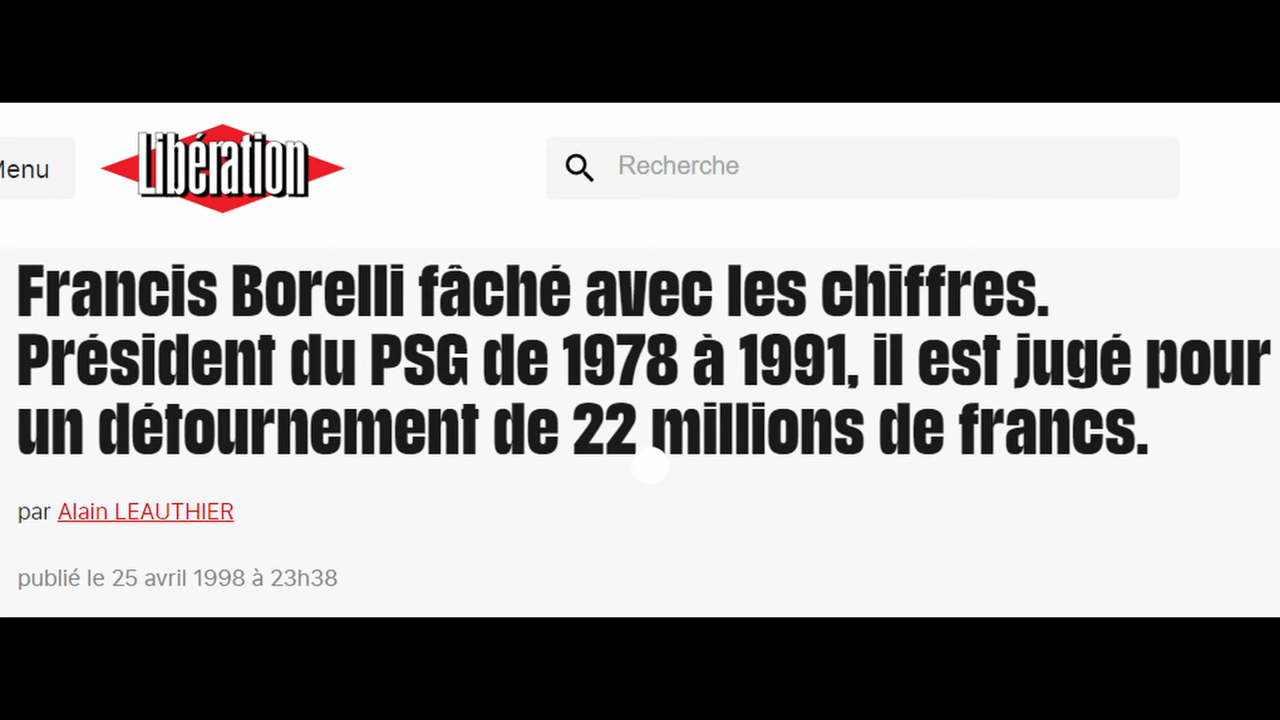 Menu
Libération
Recherche
Francis Borelli fâché avec les chiffres.
Président du PSG de 1978 à 1991, il est jugé pour
un détournement de 22 millions de francs.
par Alain LEAUTHIER
publié le 25 avril 1998 à 23h38